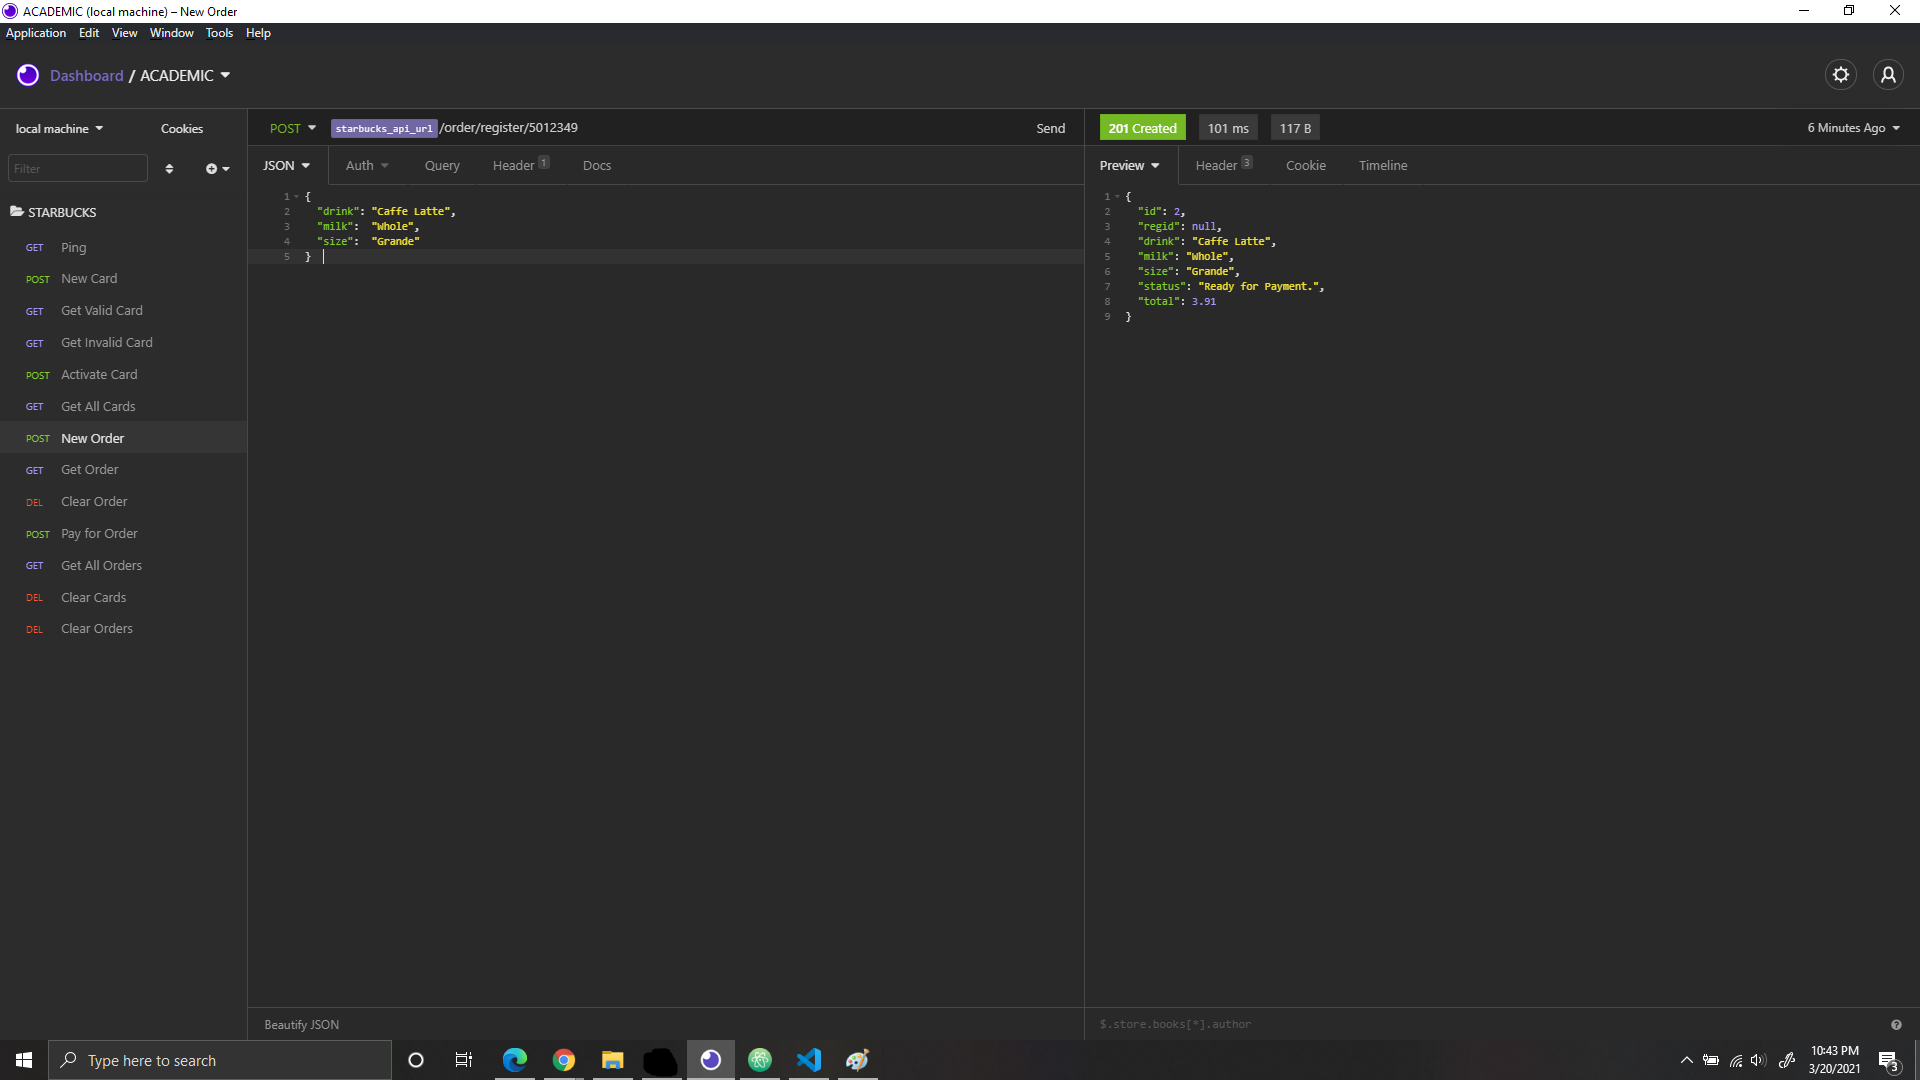 ACADEMIC (local machine) – New Order
Application Edit View Window Tools Help
Dashboard / ACADEMIC
local machine Cookies
Filter
STARBUCKS
GET Ping
POST New Card
GET Get Valid Card
GET Get Invalid Card
POST Activate Card
GET Get All Cards
POST New Order
GET Get Order
DEL Clear Order
POST Pay for Order
GET Get All Orders
DEL Clear Cards
DEL Clear Orders
POST starbucks_api_url /order/register/5012349 Send
JSON Auth Query Header 1 Docs
1 {
2 "drink": "Caffe Latte",
3 "milk": "Whole",
4 "size": "Grande"
5 }
Beautify JSON
201 Created 101 ms 117 B 6 Minutes Ago
Preview Header 3 Cookie Timeline
1 {
2 "id": 2,
3 "regid": null,
4 "drink": "Caffe Latte",
5 "milk": "Whole",
6 "size": "Grande",
7 "status": "Ready for Payment.",
8 "total": 3.91
9 }
$.store.books[*].author
Type here to search
10:43 PM
3/20/2021
3